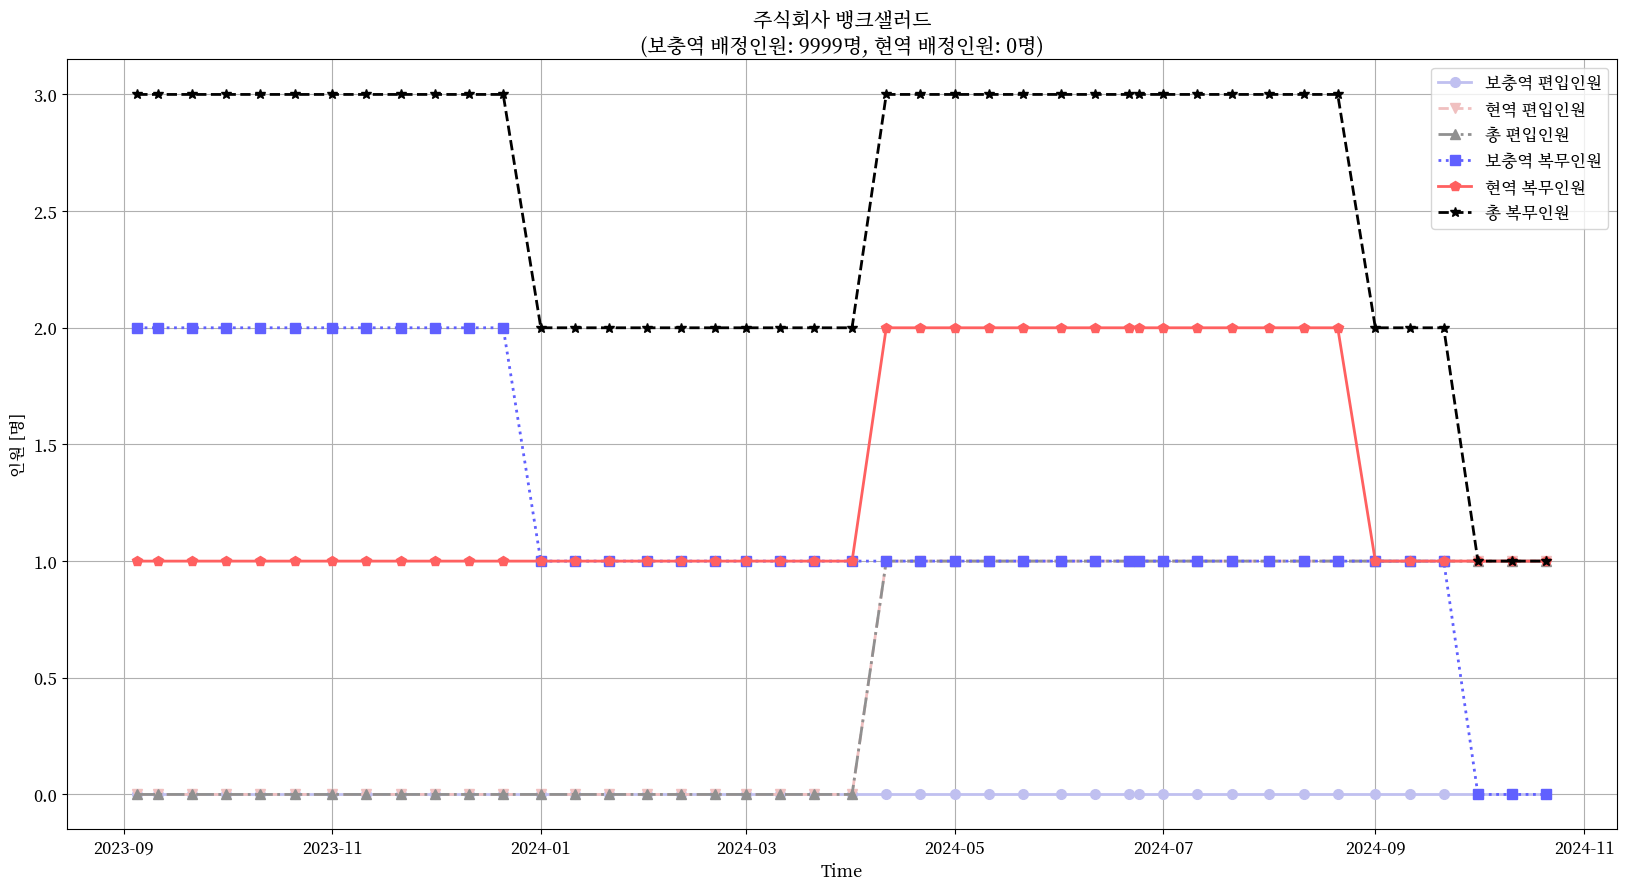 주식회사 뱅크샐러드
(보충역 배정인원: 9999명, 현역 배정인원: 0명)
보충역 편입인원
현역 편입인원
총 편입인원
보충역 복무인원
현역 복무인원
총 복무인원
인원 [명]
3.0
2.5
2.0
1.5
1.0
0.5
0.0
2023-09 2023-11 2024-01 2024-03 2024-05 2024-07 2024-09 2024-11
Time